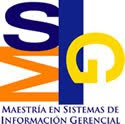 MSIG
MAESTRÍA EN SISTEMAS DE
INFORMACIÓN GERENCIAL